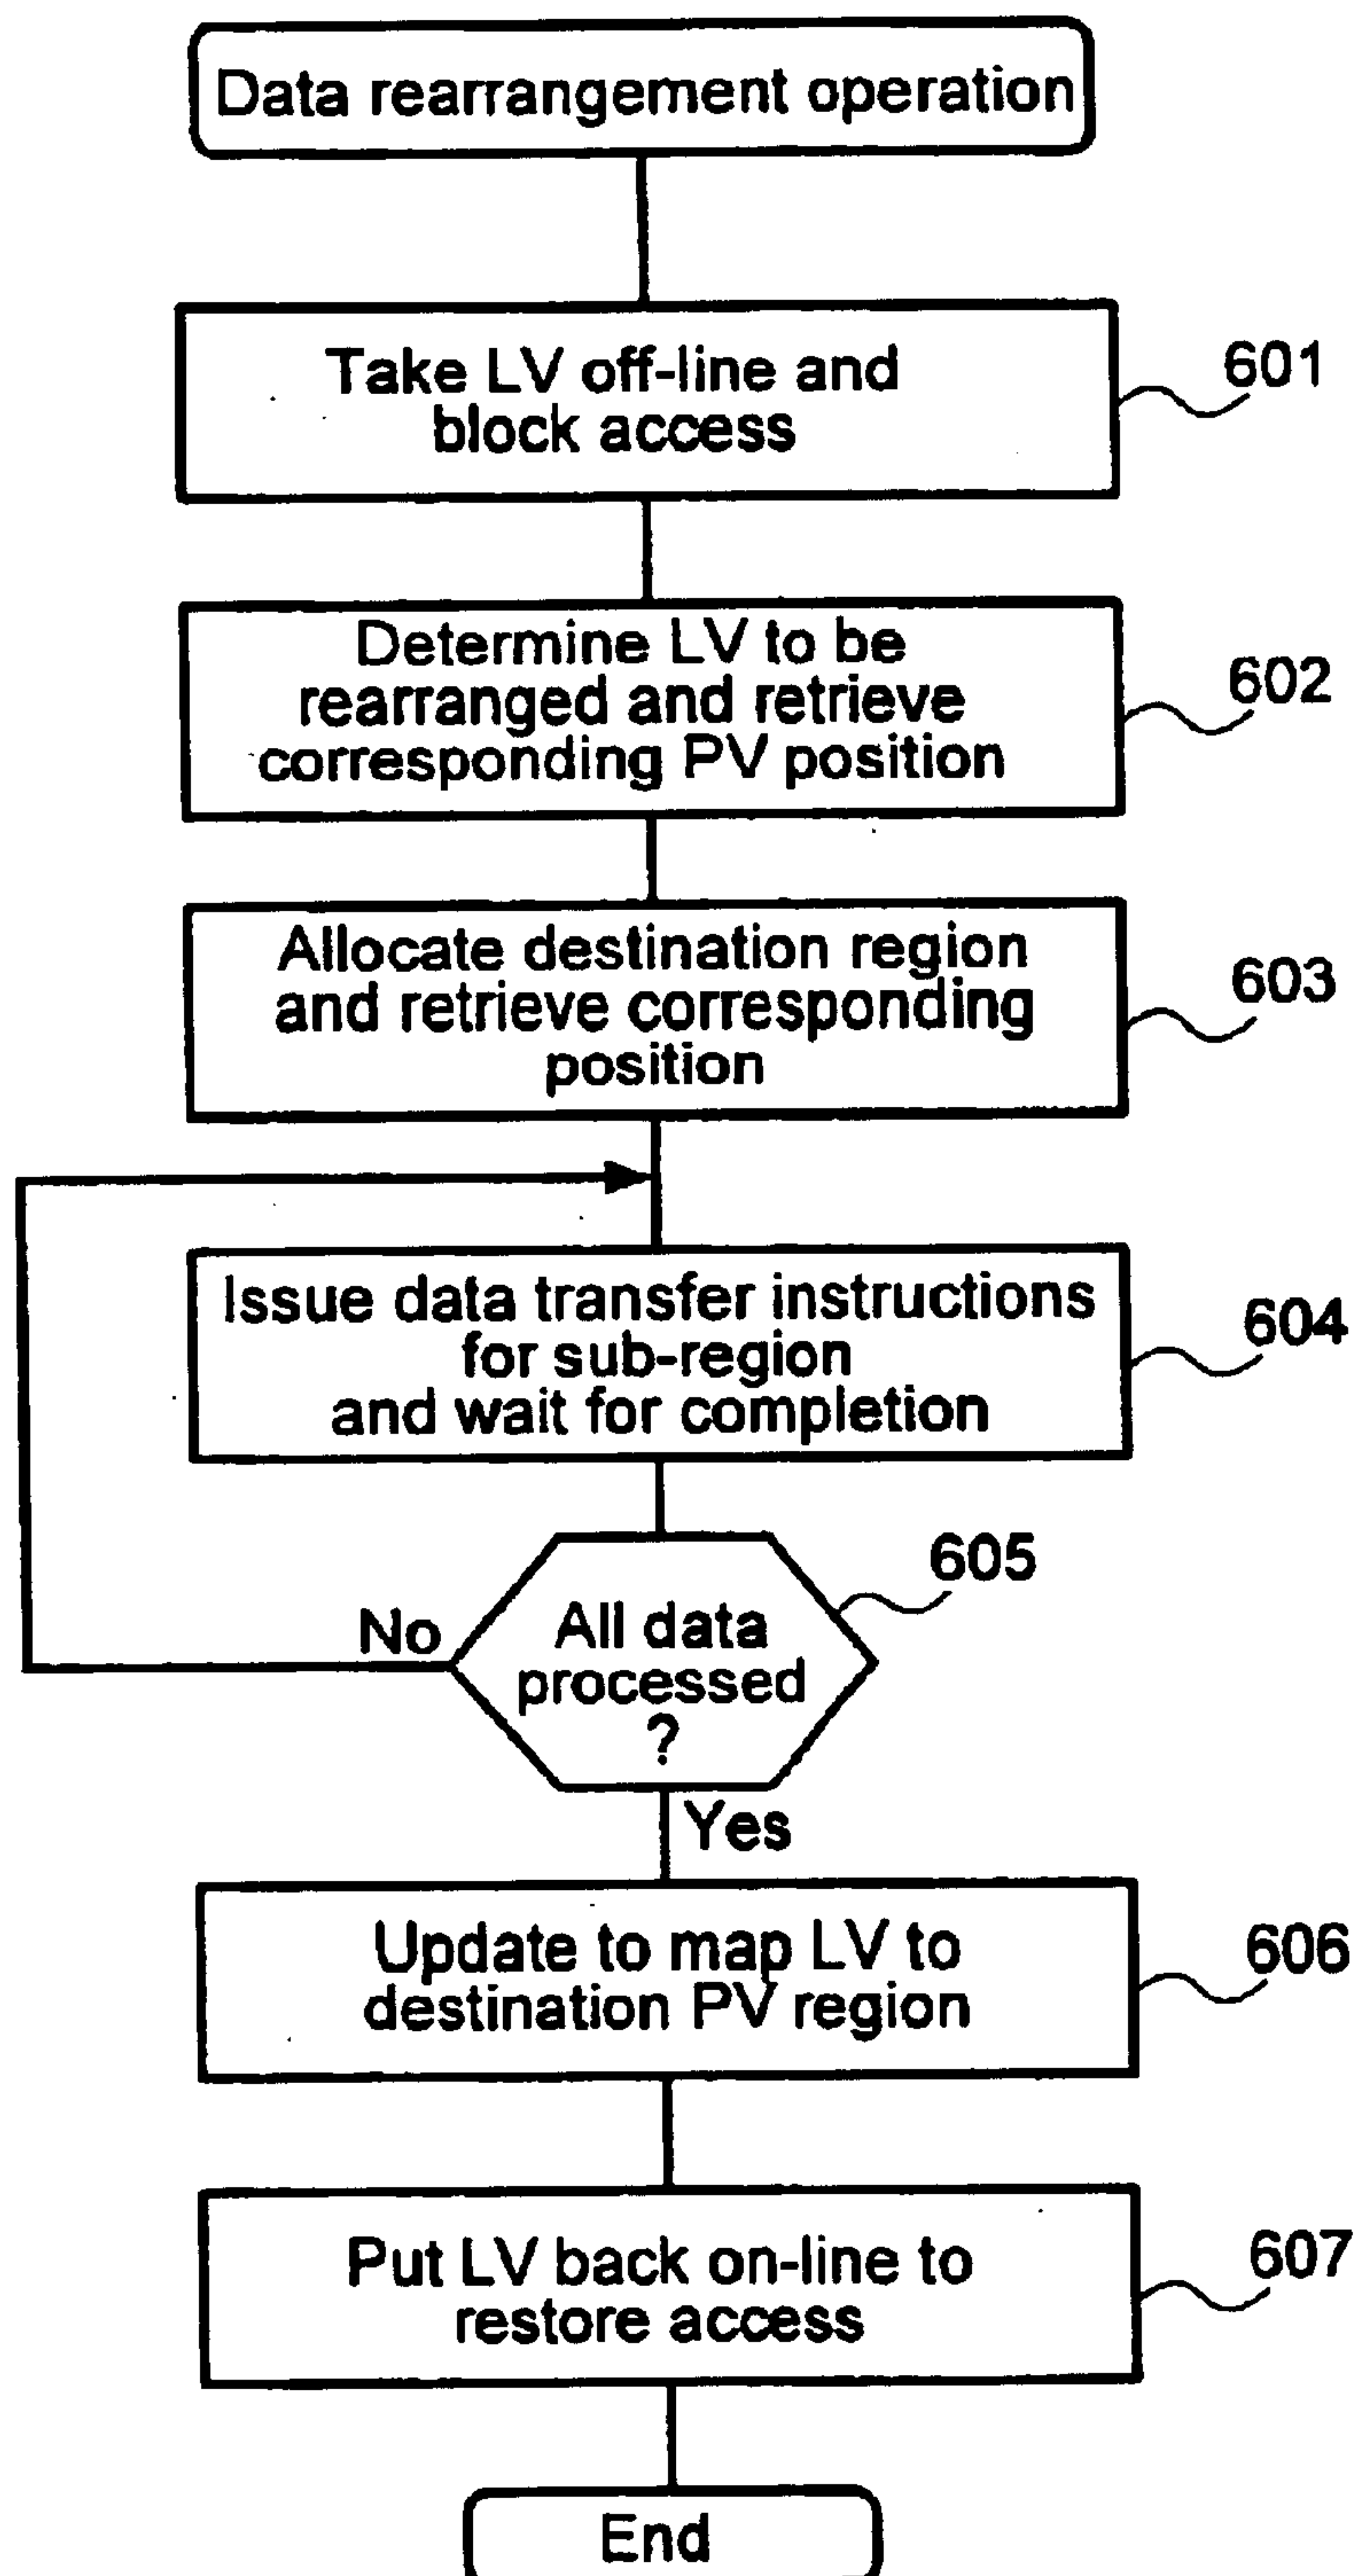 Data rearrangement operation
Take LV off-line and
block access
601
Determine LV to be
rearranged and retrieve
corresponding PV position
602
Allocate destination region
and retrieve corresponding
position
603
Issue data transfer instructions
for sub-region
and wait for completion
604
605
No
All data
processed
?
Yes
Update to map LV to
destination PV region
606
Put LV back on-line to
restore access
607
End